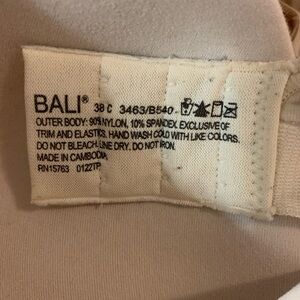 BALI® 38 C 3463/B540-
OUTER BODY: 90% NYLON, 10% SPANDEX. EXCLUSIVE OF
TRIM AND ELASTICS. HAND WASH COLD WITH LIKE COLORS.
DO NOT BLEACH. LINE DRY. DO NOT IRON.
MADE IN CAMBODIA
RN15763 0122TP